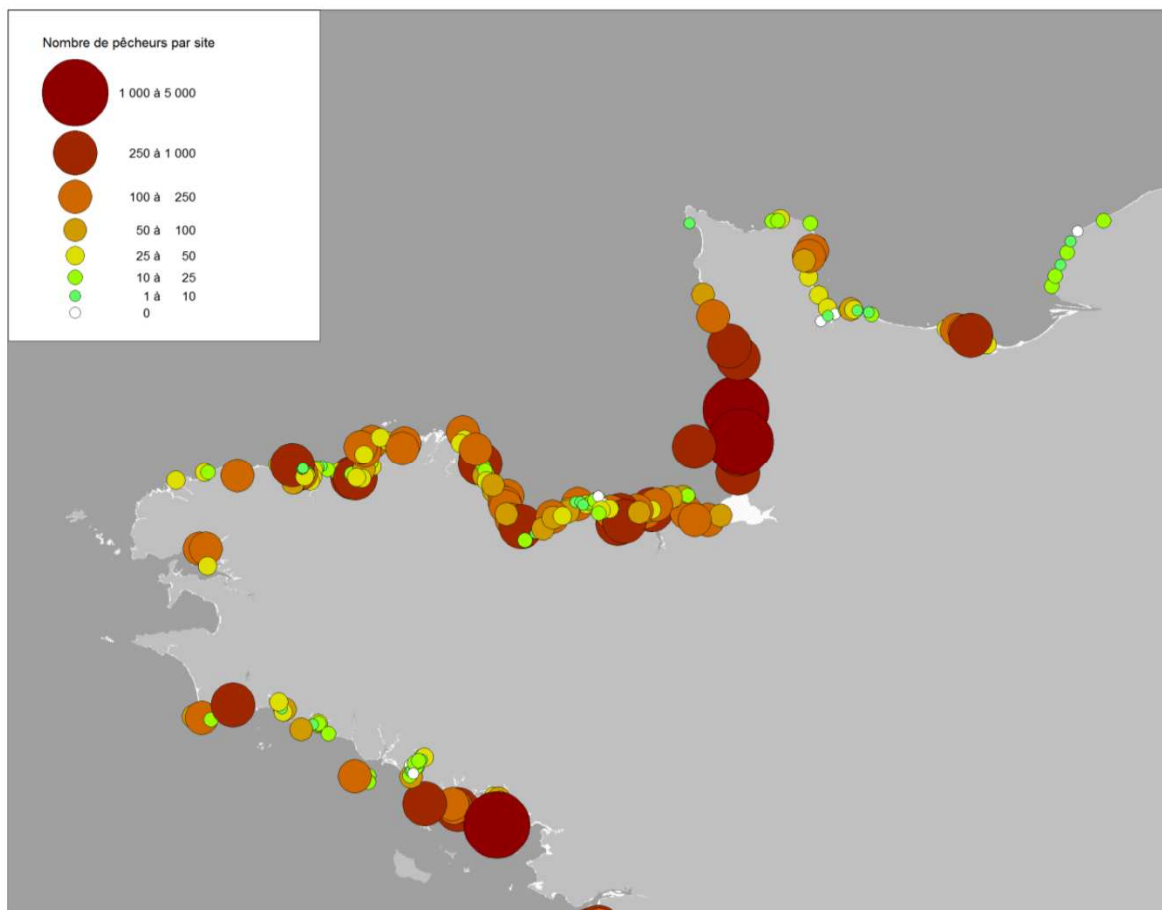 Nombre de pêcheurs par site
1 000 à 5 000
250 à 1 000
100 à 250
50 à 100
25 à 50
10 à 25
1 à 10
0